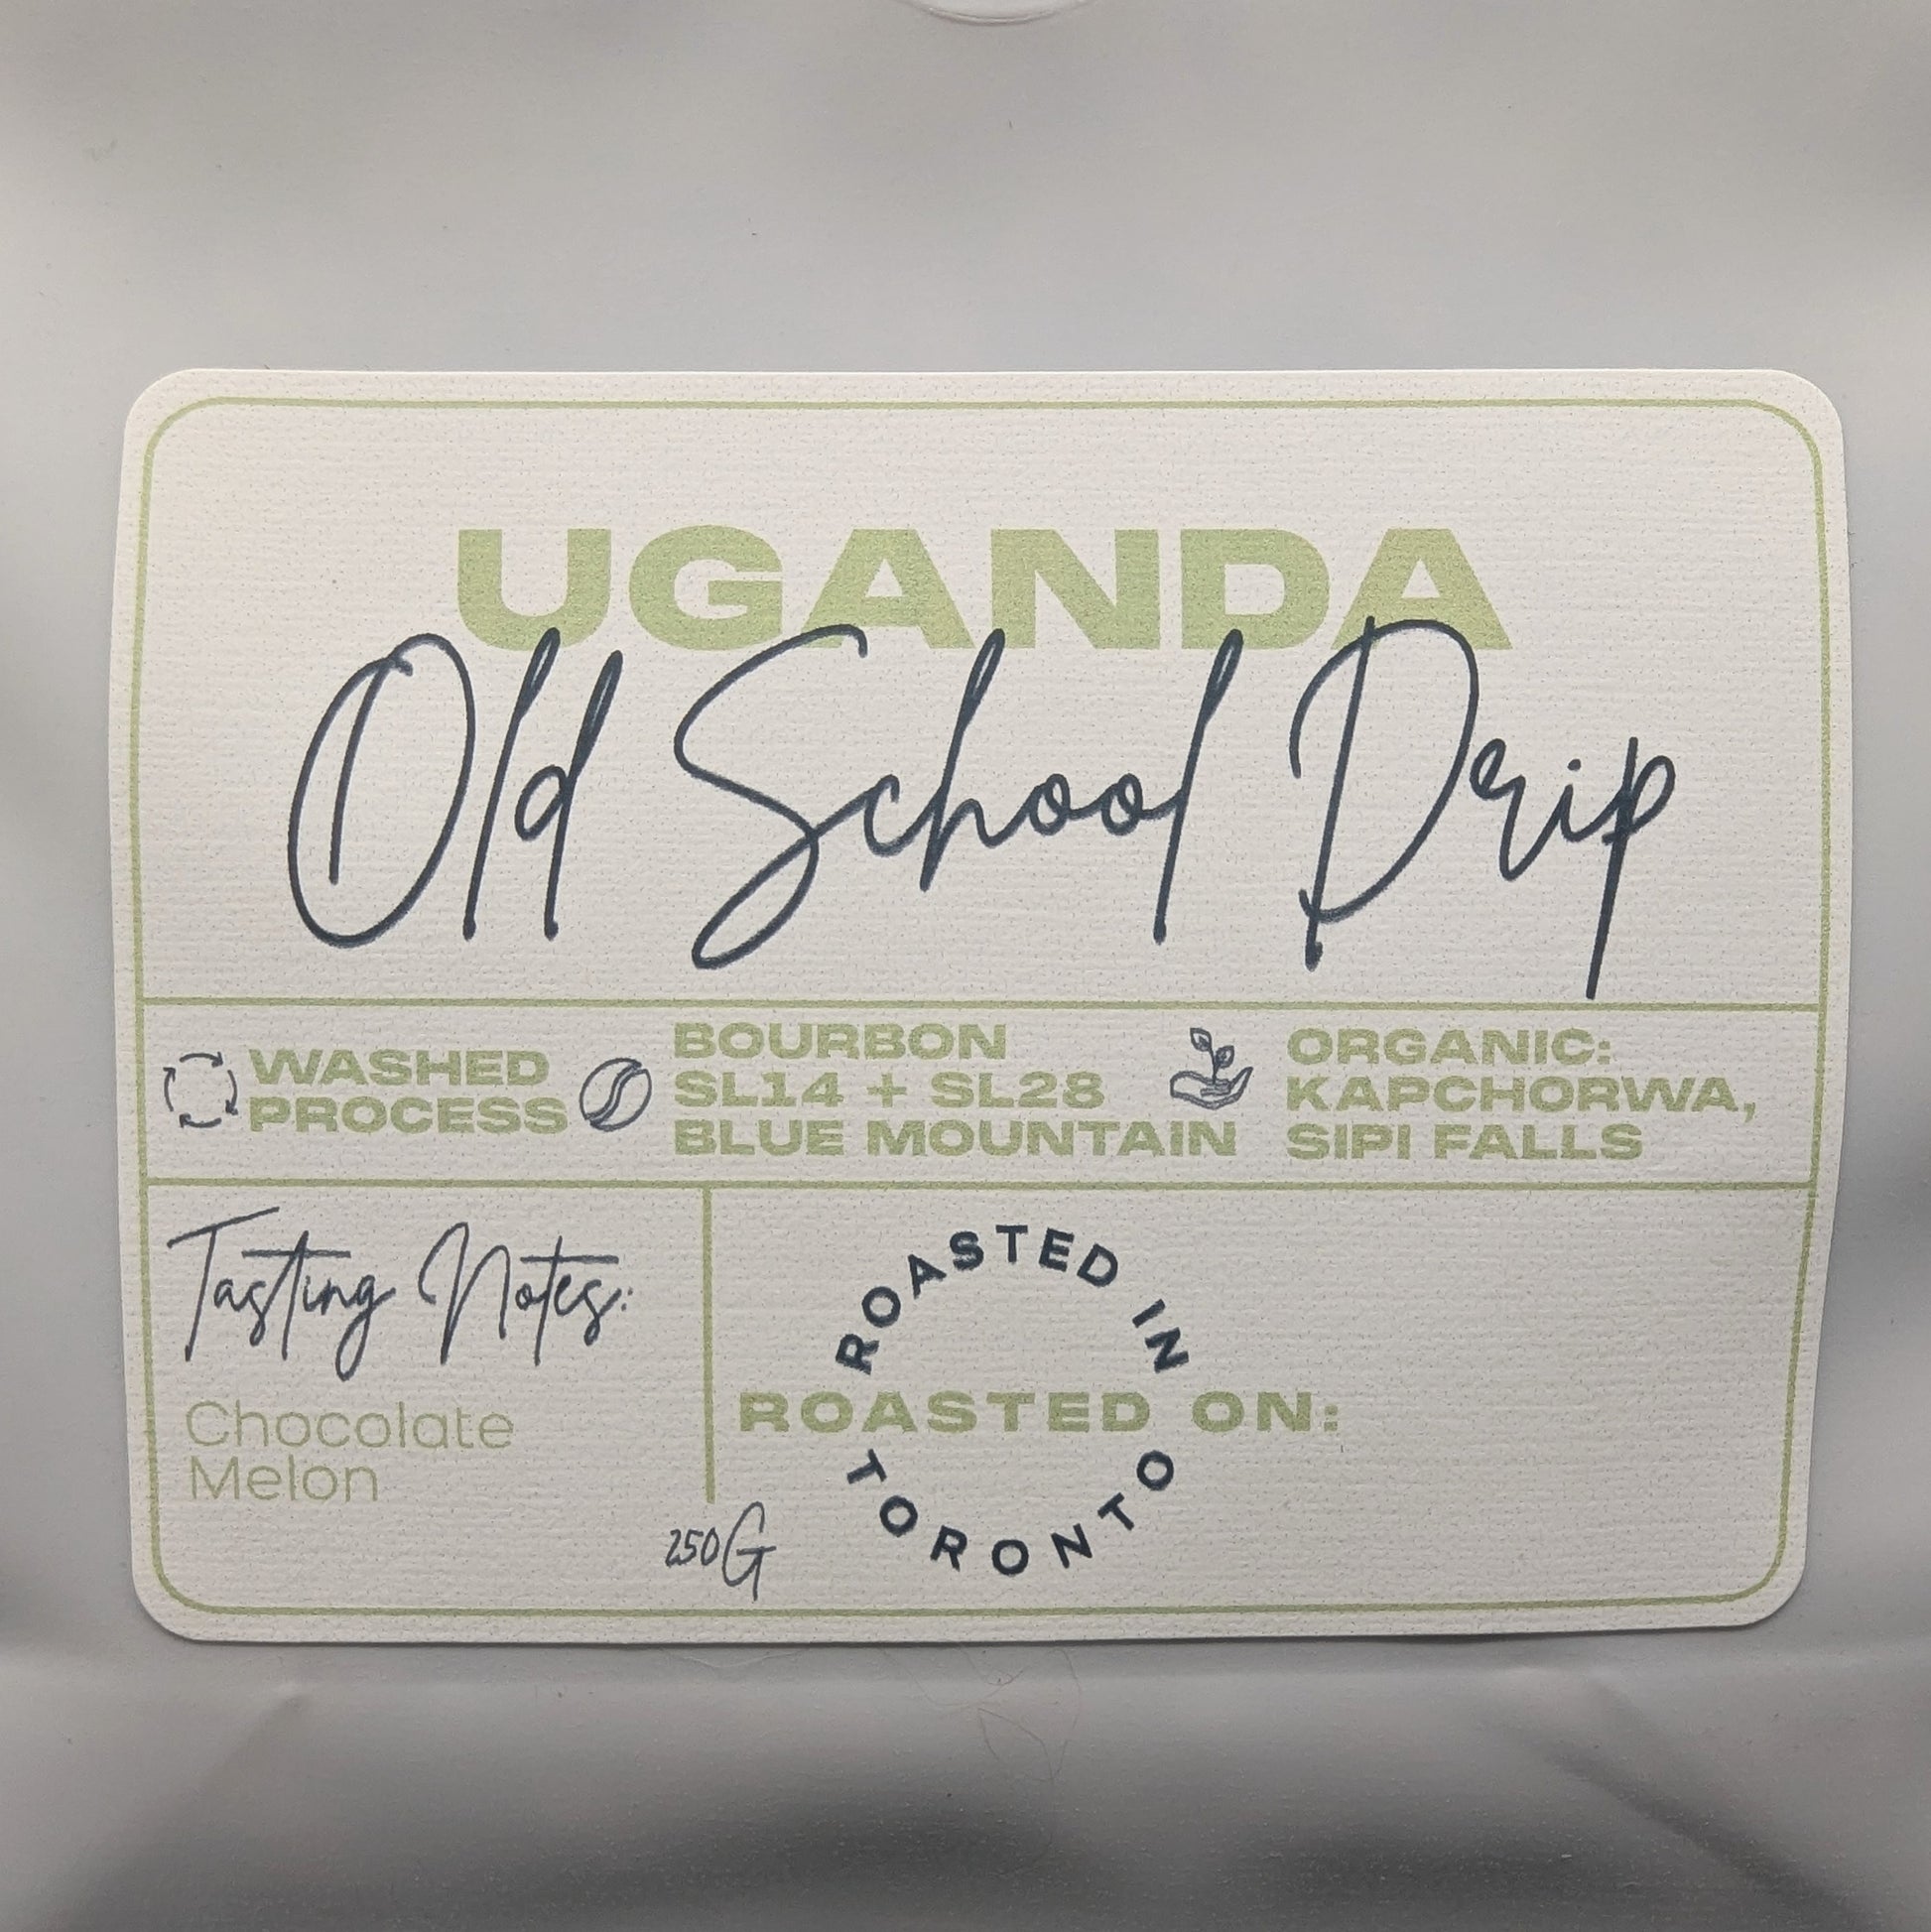 UGANDA
Old School Drip
WASHED
PROCESS
BOURBON
SL14 + SL28
BLUE MOUNTAIN
ORGANIC:
KAPCHORWA,
SIPI FALLS
Tasting Notes:
Chocolate
Melon
250G
ROASTED IN
ROASTED ON:
TORONTO